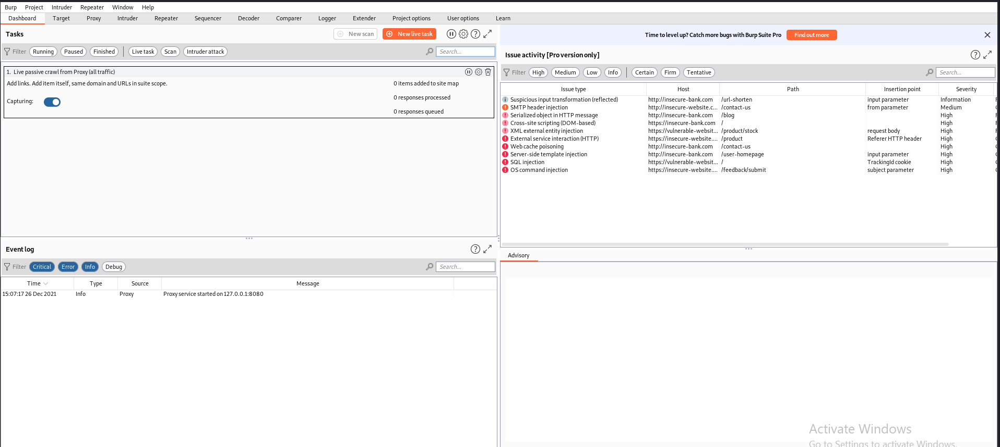 Burp Project Intruder Repeater Window Help
Dashboard Target Proxy Intruder Repeater Sequencer Decoder Comparer Logger Extender Project options User options Learn
Tasks
New scan
New live task
Filter Running Paused Finished Live task Scan Intruder attack
Search...
1. Live passive crawl from Proxy (all traffic)
Add links. Add item itself, same domain and URLs in suite scope.
0 items added to site map
Capturing:
0 responses processed
0 responses queued
Event log
Filter Critical Error Info Debug
Search...
Time Type Source Message
15:07:17 26 Dec 2021 Info Proxy Proxy service started on 127.0.0.1:8080
Time to level up? Catch more bugs with Burp Suite Pro Find out more
Issue activity [Pro version only]
Filter High Medium Low Info Certain Firm Tentative
Search...
Issue type Host Path Insertion point Severity
Suspicious input transformation (reflected) http://insecure-bank.com /url-shorten input parameter Information
SMTP header injection http://insecure-website.c... /contact-us from parameter Medium
Serialized object in HTTP message http://insecure-bank.com /blog High
Cross-site scripting (DOM-based) https://insecure-bank.com / High
XML external entity injection https://vulnerable-websit... /product/stock request body High
External service interaction (HTTP) https://insecure-website.... /product Referer HTTP header High
Web cache poisoning http://insecure-bank.com /contact-us High
Server-side template injection http://insecure-bank.com /user-homepage input parameter High
SQL injection https://vulnerable-websit... / TrackingId cookie High
OS command injection https://insecure-website.... /feedback/submit subject parameter High
Advisory
Activate Windows
Go to Settings to activate Windows.